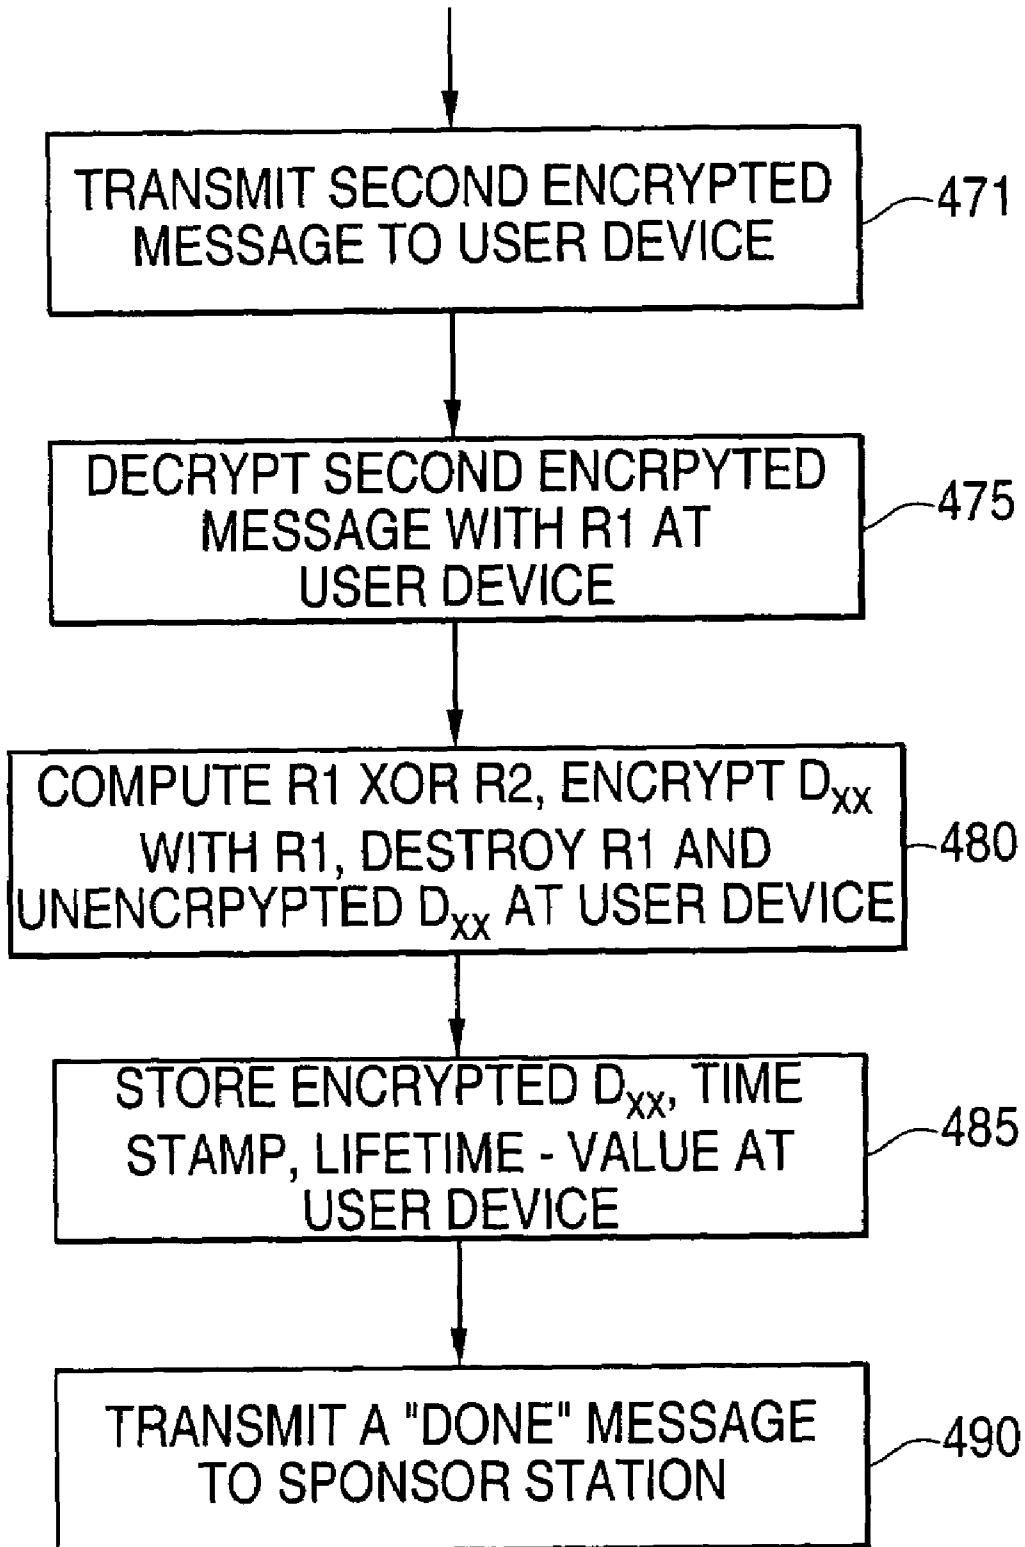 TRANSMIT SECOND ENCRYPTED
MESSAGE TO USER DEVICE
471
DECRYPT SECOND ENCRPYTED
MESSAGE WITH R1 AT
USER DEVICE
475
COMPUTE R1 XOR R2, ENCRYPT DXX
WITH R1, DESTROY R1 AND
UNENCRPYPTED DXX AT USER DEVICE
480
STORE ENCRYPTED DXX, TIME
STAMP, LIFETIME - VALUE AT
USER DEVICE
485
TRANSMIT A "DONE" MESSAGE
TO SPONSOR STATION
490